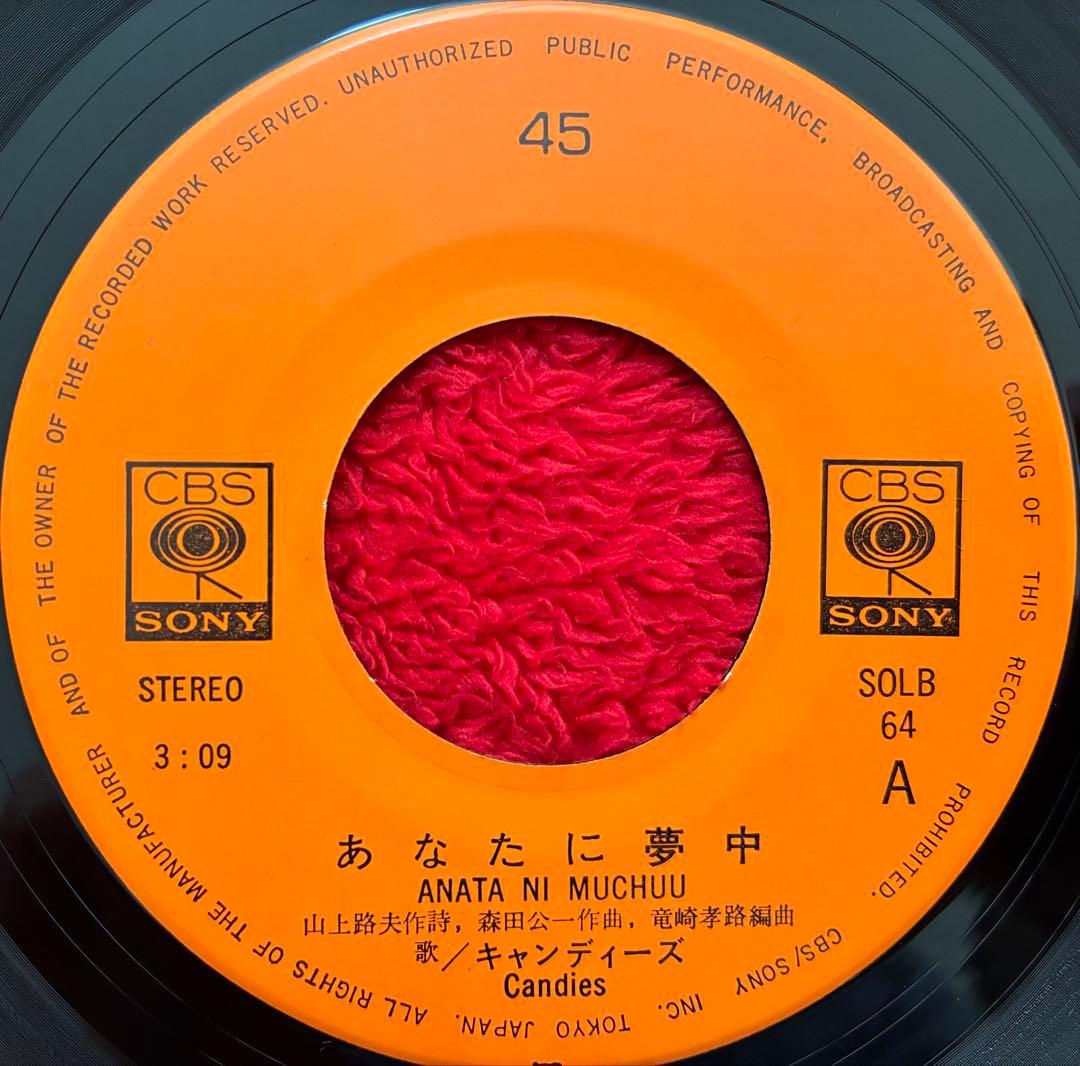 45
CBS
SONY
STEREO
3:09
CBS
SONY
SOLB
64
A
あなたに夢中
ANATA NI MUCHUU
山上路夫作詩, 森田公一作曲, 竜崎孝路編曲
歌/キャンディーズ
Candies
CBS/SONY INC. TOKYO JAPAN. ALL RIGHTS OF THE MANUFACTURER AND OF THE OWNER OF THE RECORDED WORK RESERVED. UNAUTHORIZED PUBLIC PERFORMANCE, BROADCASTING AND COPYING OF THIS RECORD PROHIBITED.